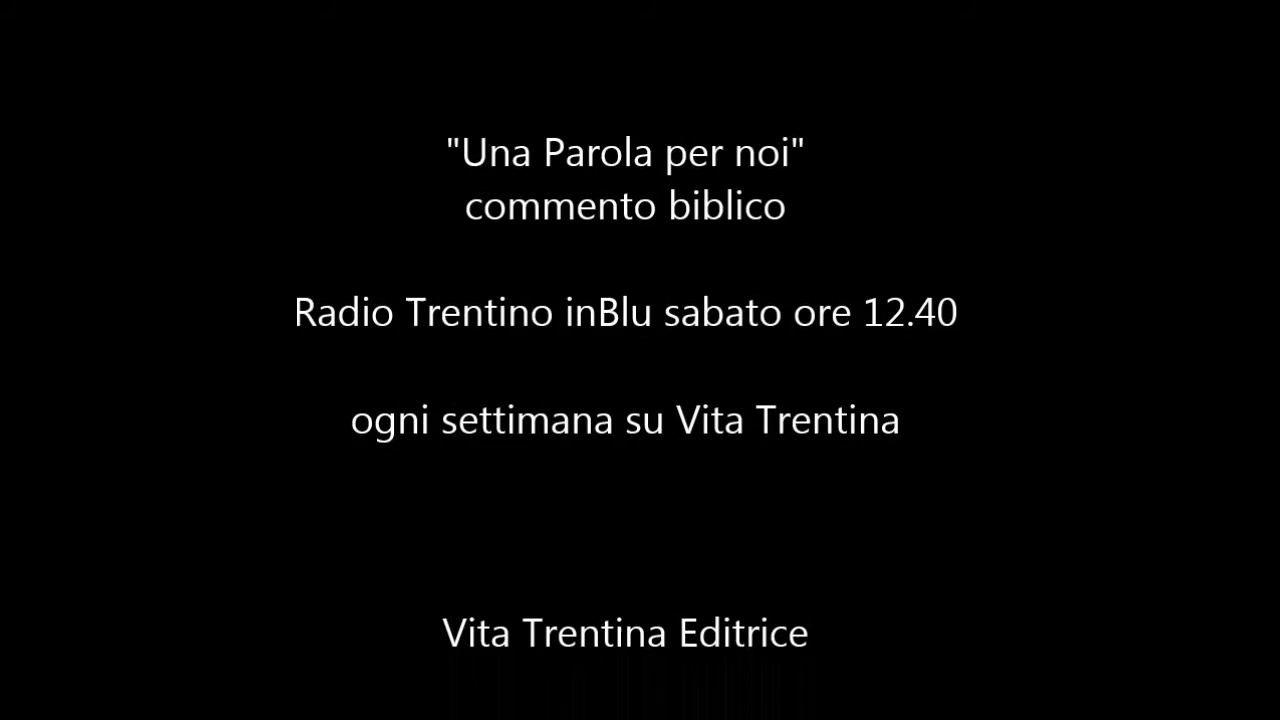 "Una Parola per noi"
commento biblico
Radio Trentino inBlu sabato ore 12.40
ogni settimana su Vita Trentina
Vita Trentina Editrice